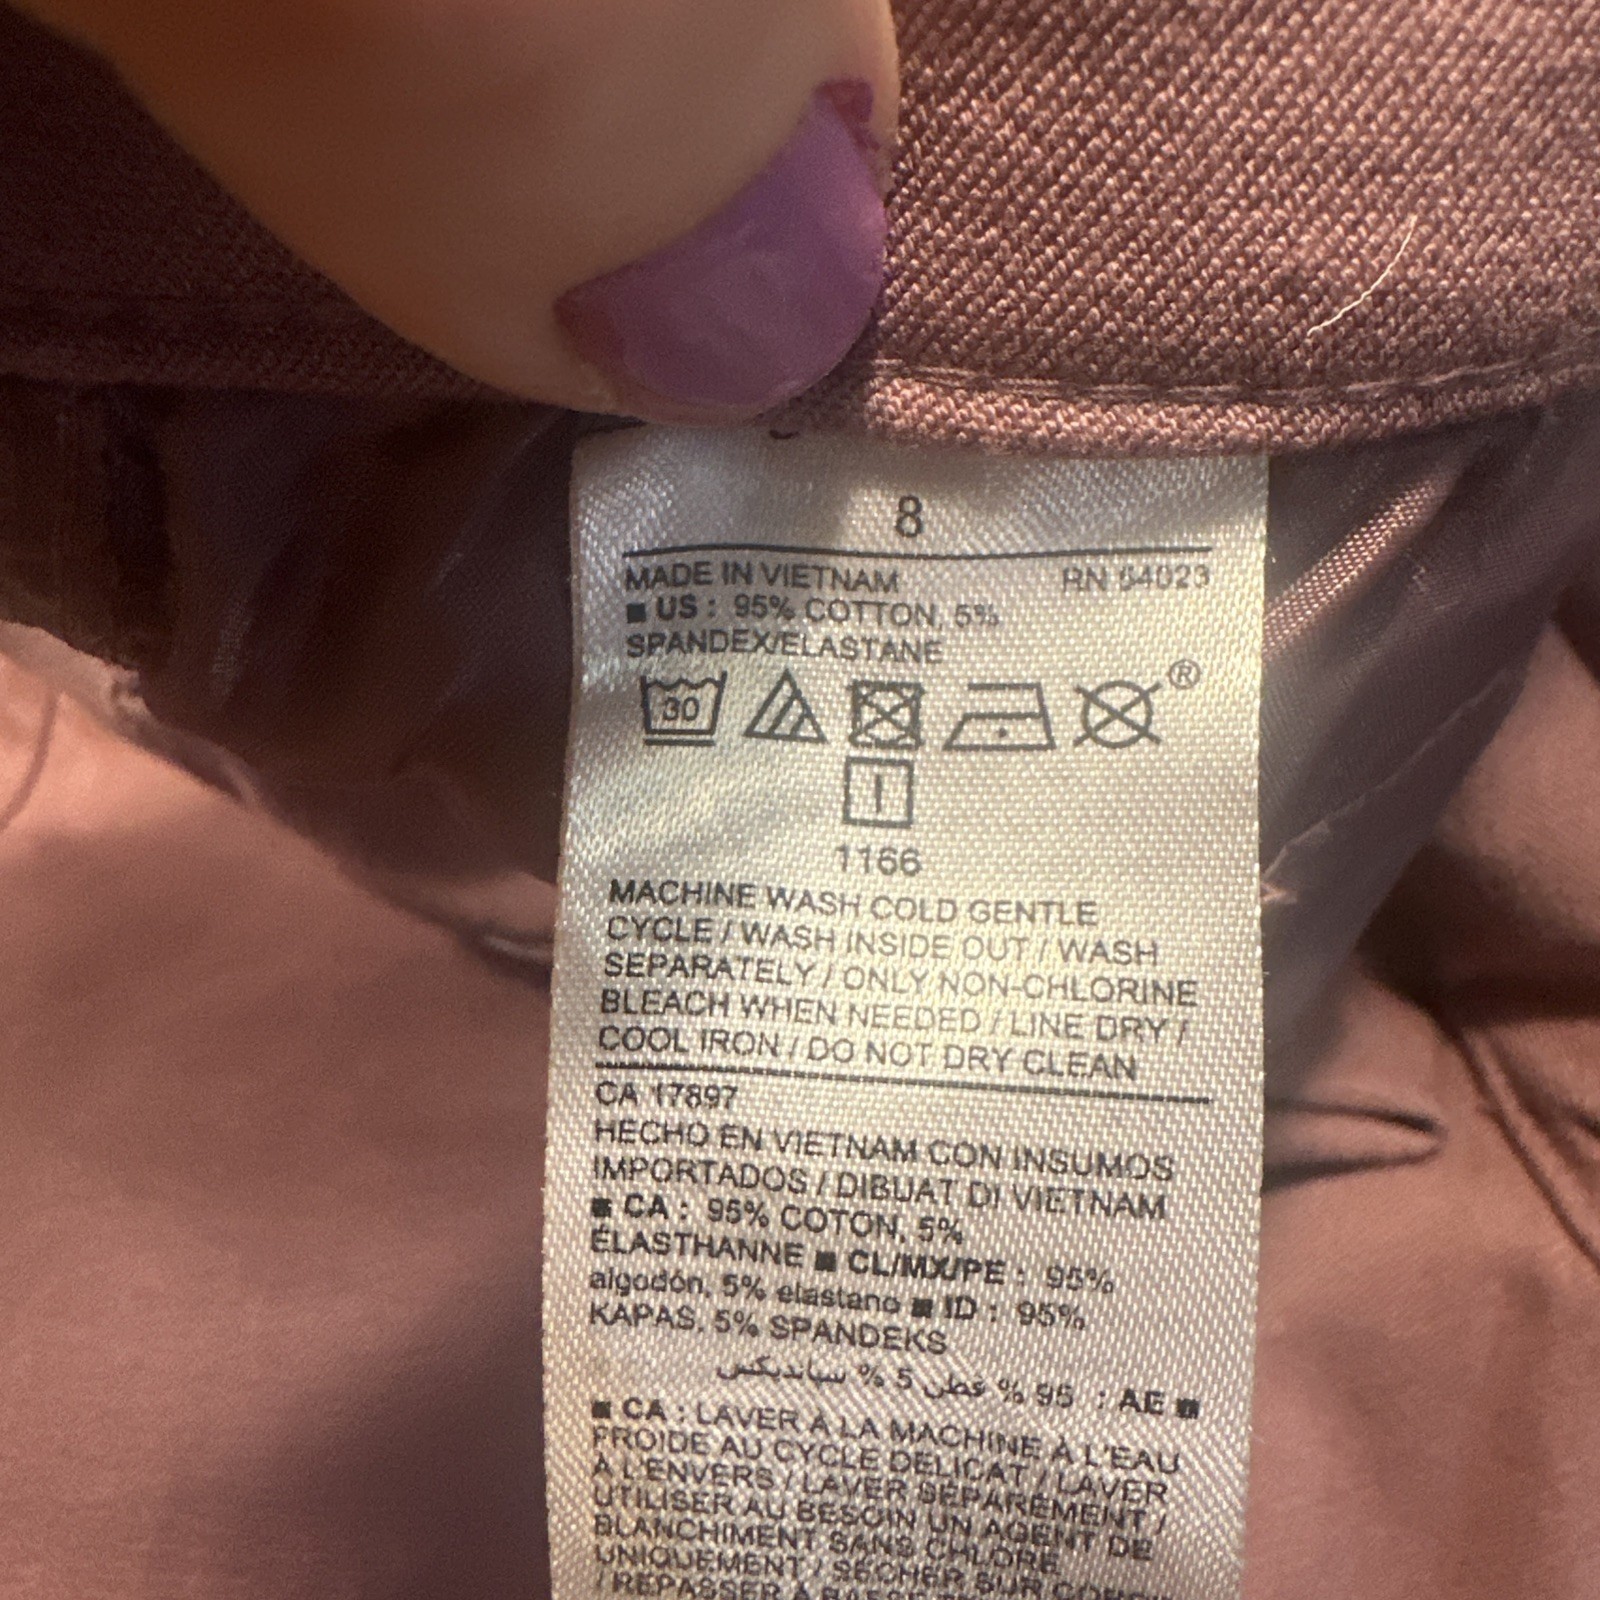 8
MADE IN VIETNAM RN 54023
■ US : 95% COTTON, 5%
SPANDEX/ELASTANE
30
®
1166
MACHINE WASH COLD GENTLE
CYCLE / WASH INSIDE OUT / WASH
SEPARATELY / ONLY NON-CHLORINE
BLEACH WHEN NEEDED / LINE DRY /
COOL IRON / DO NOT DRY CLEAN
CA 17897
HECHO EN VIETNAM CON INSUMOS
IMPORTADOS / DIBUAT DI VIETNAM
■ CA : 95% COTON, 5%
ÉLASTHANNE ■ CL/MX/PE : 95%
algodón, 5% elastano ■ ID : 95%
KAPAS, 5% SPANDEKS
■ AE : 95 % قطن 5 % سباندیكس
■ CA : LAVER À LA MACHINE À L'EAU
FROIDE AU CYCLE DÉLICAT / LAVER
À L'ENVERS / LAVER SÉPARÉMENT /
UTILISER AU BESOIN UN AGENT DE
BLANCHIMENT SANS CHLORE
UNIQUEMENT / SÉCHER SUR
/ REPASSER À